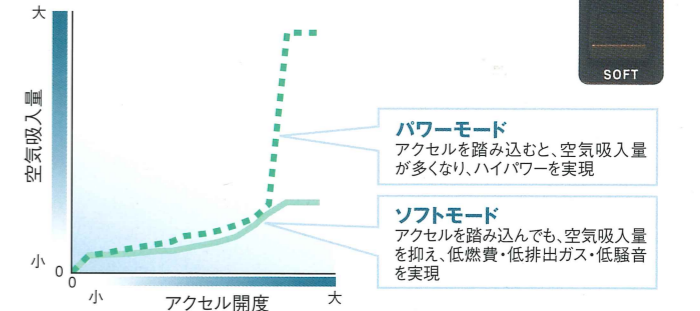 大
空気吸入量
小
0
0
小
アクセル開度
大
SOFT
パワーモード
アクセルを踏み込むと、空気吸入量
が多くなり、ハイパワーを実現
ソフトモード
アクセルを踏み込んでも、空気吸入量
を抑え、低燃費・低排出ガス・低騒音
を実現